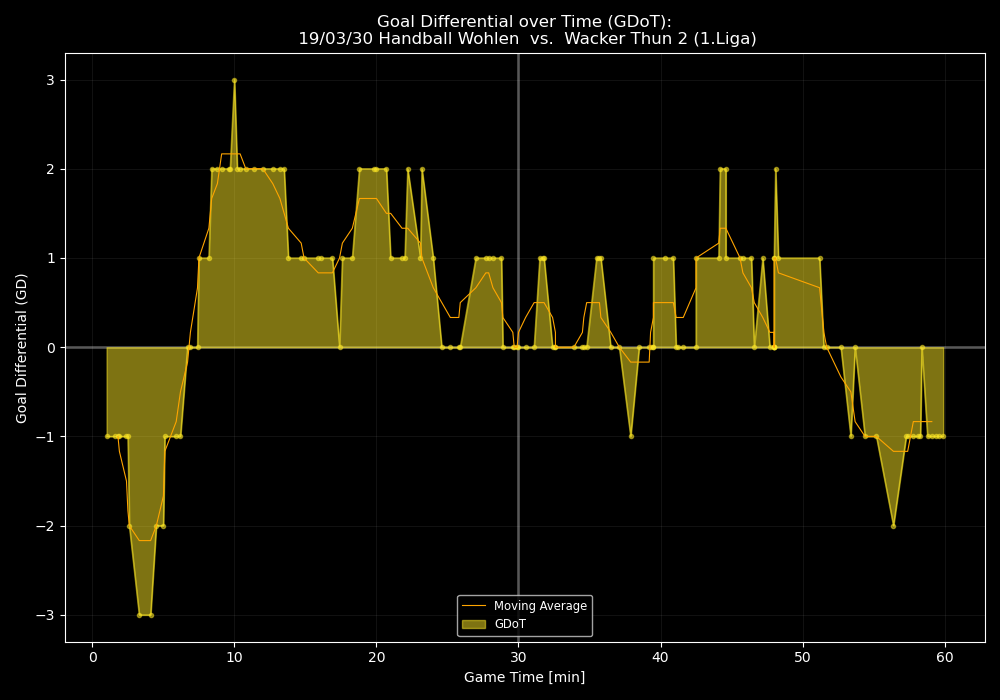 Goal Differential over Time (GDoT):
19/03/30 Handball Wohlen  vs.  Wacker Thun 2 (1.Liga)
Goal Differential (GD)
3
2
1
0
−1
−2
−3
Moving Average
GDoT
0 10 20 30 40 50 60
Game Time [min]